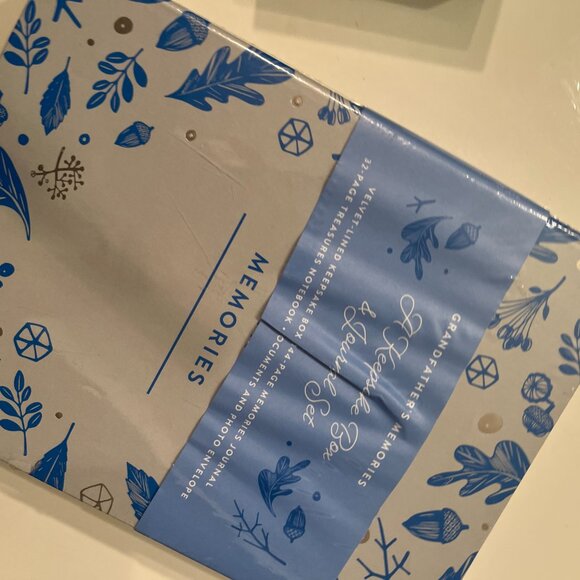 MEMORIES
GRANDFATHER'S MEMORIES
A Keepsake Box
& Journal Set
VELVET-LINED KEEPSAKE BOX • 64-PAGE MEMORIES JOURNAL
32-PAGE TREASURES NOTEBOOK • DOCUMENTS AND PHOTO ENVELOPE